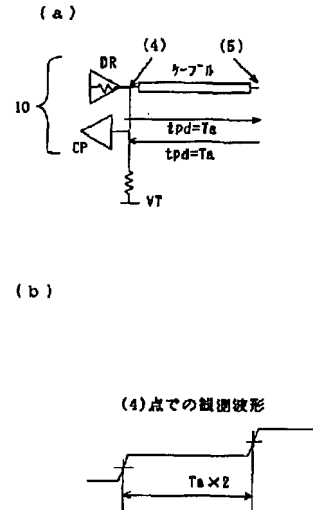 (a)
DR
(4)
(5)
ケーブル
10
tpd=Ta
CP
tpd=Ta
VT
(b)
(4)点での観測波形
Ta×2